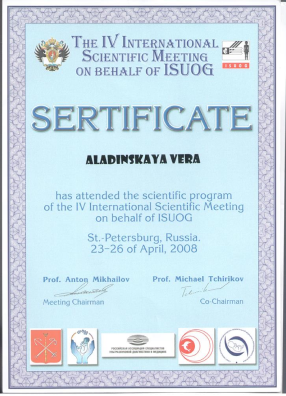 THE IV INTERNATIONAL
SCIENTIFIC MEETING
ON BEHALF OF ISUOG
ISUOG
SERTIFICATE
ALADINSKAYA VERA
has attended the scientific program
of the IV International Scientific Meeting
on behalf of ISUOG
St.-Petersburg, Russia.
23–26 of April, 2008
Prof. Anton Mikhailov Prof. Michael Tchirikov
Meeting Chairman Co-Chairman